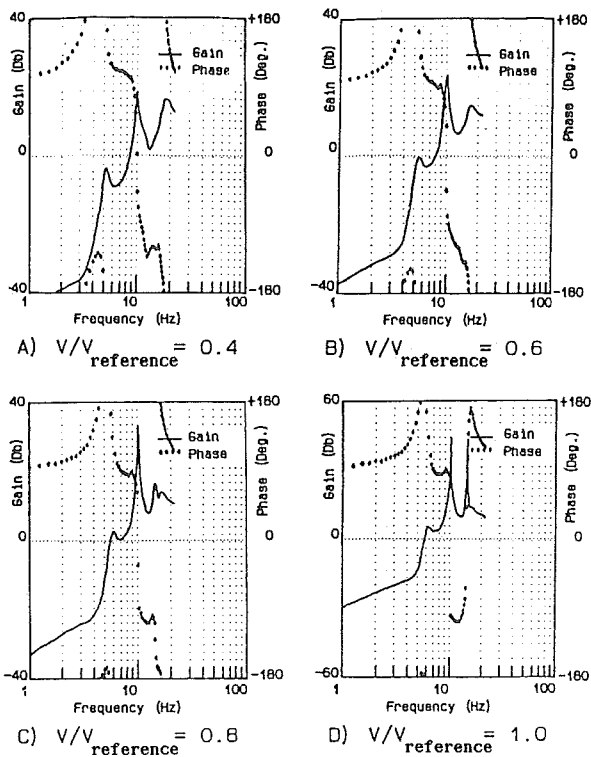 40
+180
Gain
Phase
Gain (Db)
Phase (Deg.)
0
0
-40
-180
1
10
100
Frequency (Hz)
A) V/V reference = 0.4
40
+180
Gain
Phase
Gain (Db)
Phase (Deg.)
0
0
-40
-180
1
10
100
Frequency (Hz)
B) V/V reference = 0.6
40
+180
Gain
Phase
Gain (Db)
Phase (Deg.)
0
0
-40
-180
1
10
100
Frequency (Hz)
C) V/V reference = 0.8
60
+180
Gain
Phase
Gain (Db)
Phase (Deg.)
0
0
-60
-180
1
10
100
Frequency (Hz)
D) V/V reference = 1.0